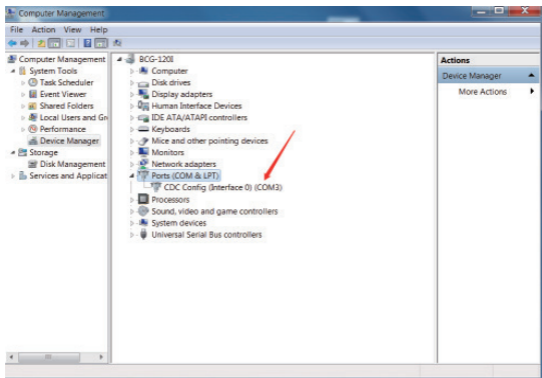 Computer Management
File Action View Help
Computer Management
System Tools
Task Scheduler
Event Viewer
Shared Folders
Local Users and Gr
Performance
Device Manager
Storage
Disk Management
Services and Applicat
BCG-120I
Computer
Disk drives
Display adapters
Human Interface Devices
IDE ATA/ATAPI controllers
Keyboards
Mice and other pointing devices
Monitors
Network adapters
Ports (COM & LPT)
CDC Config (Interface 0) (COM3)
Processors
Sound, video and game controllers
System devices
Universal Serial Bus controllers
Actions
Device Manager
More Actions